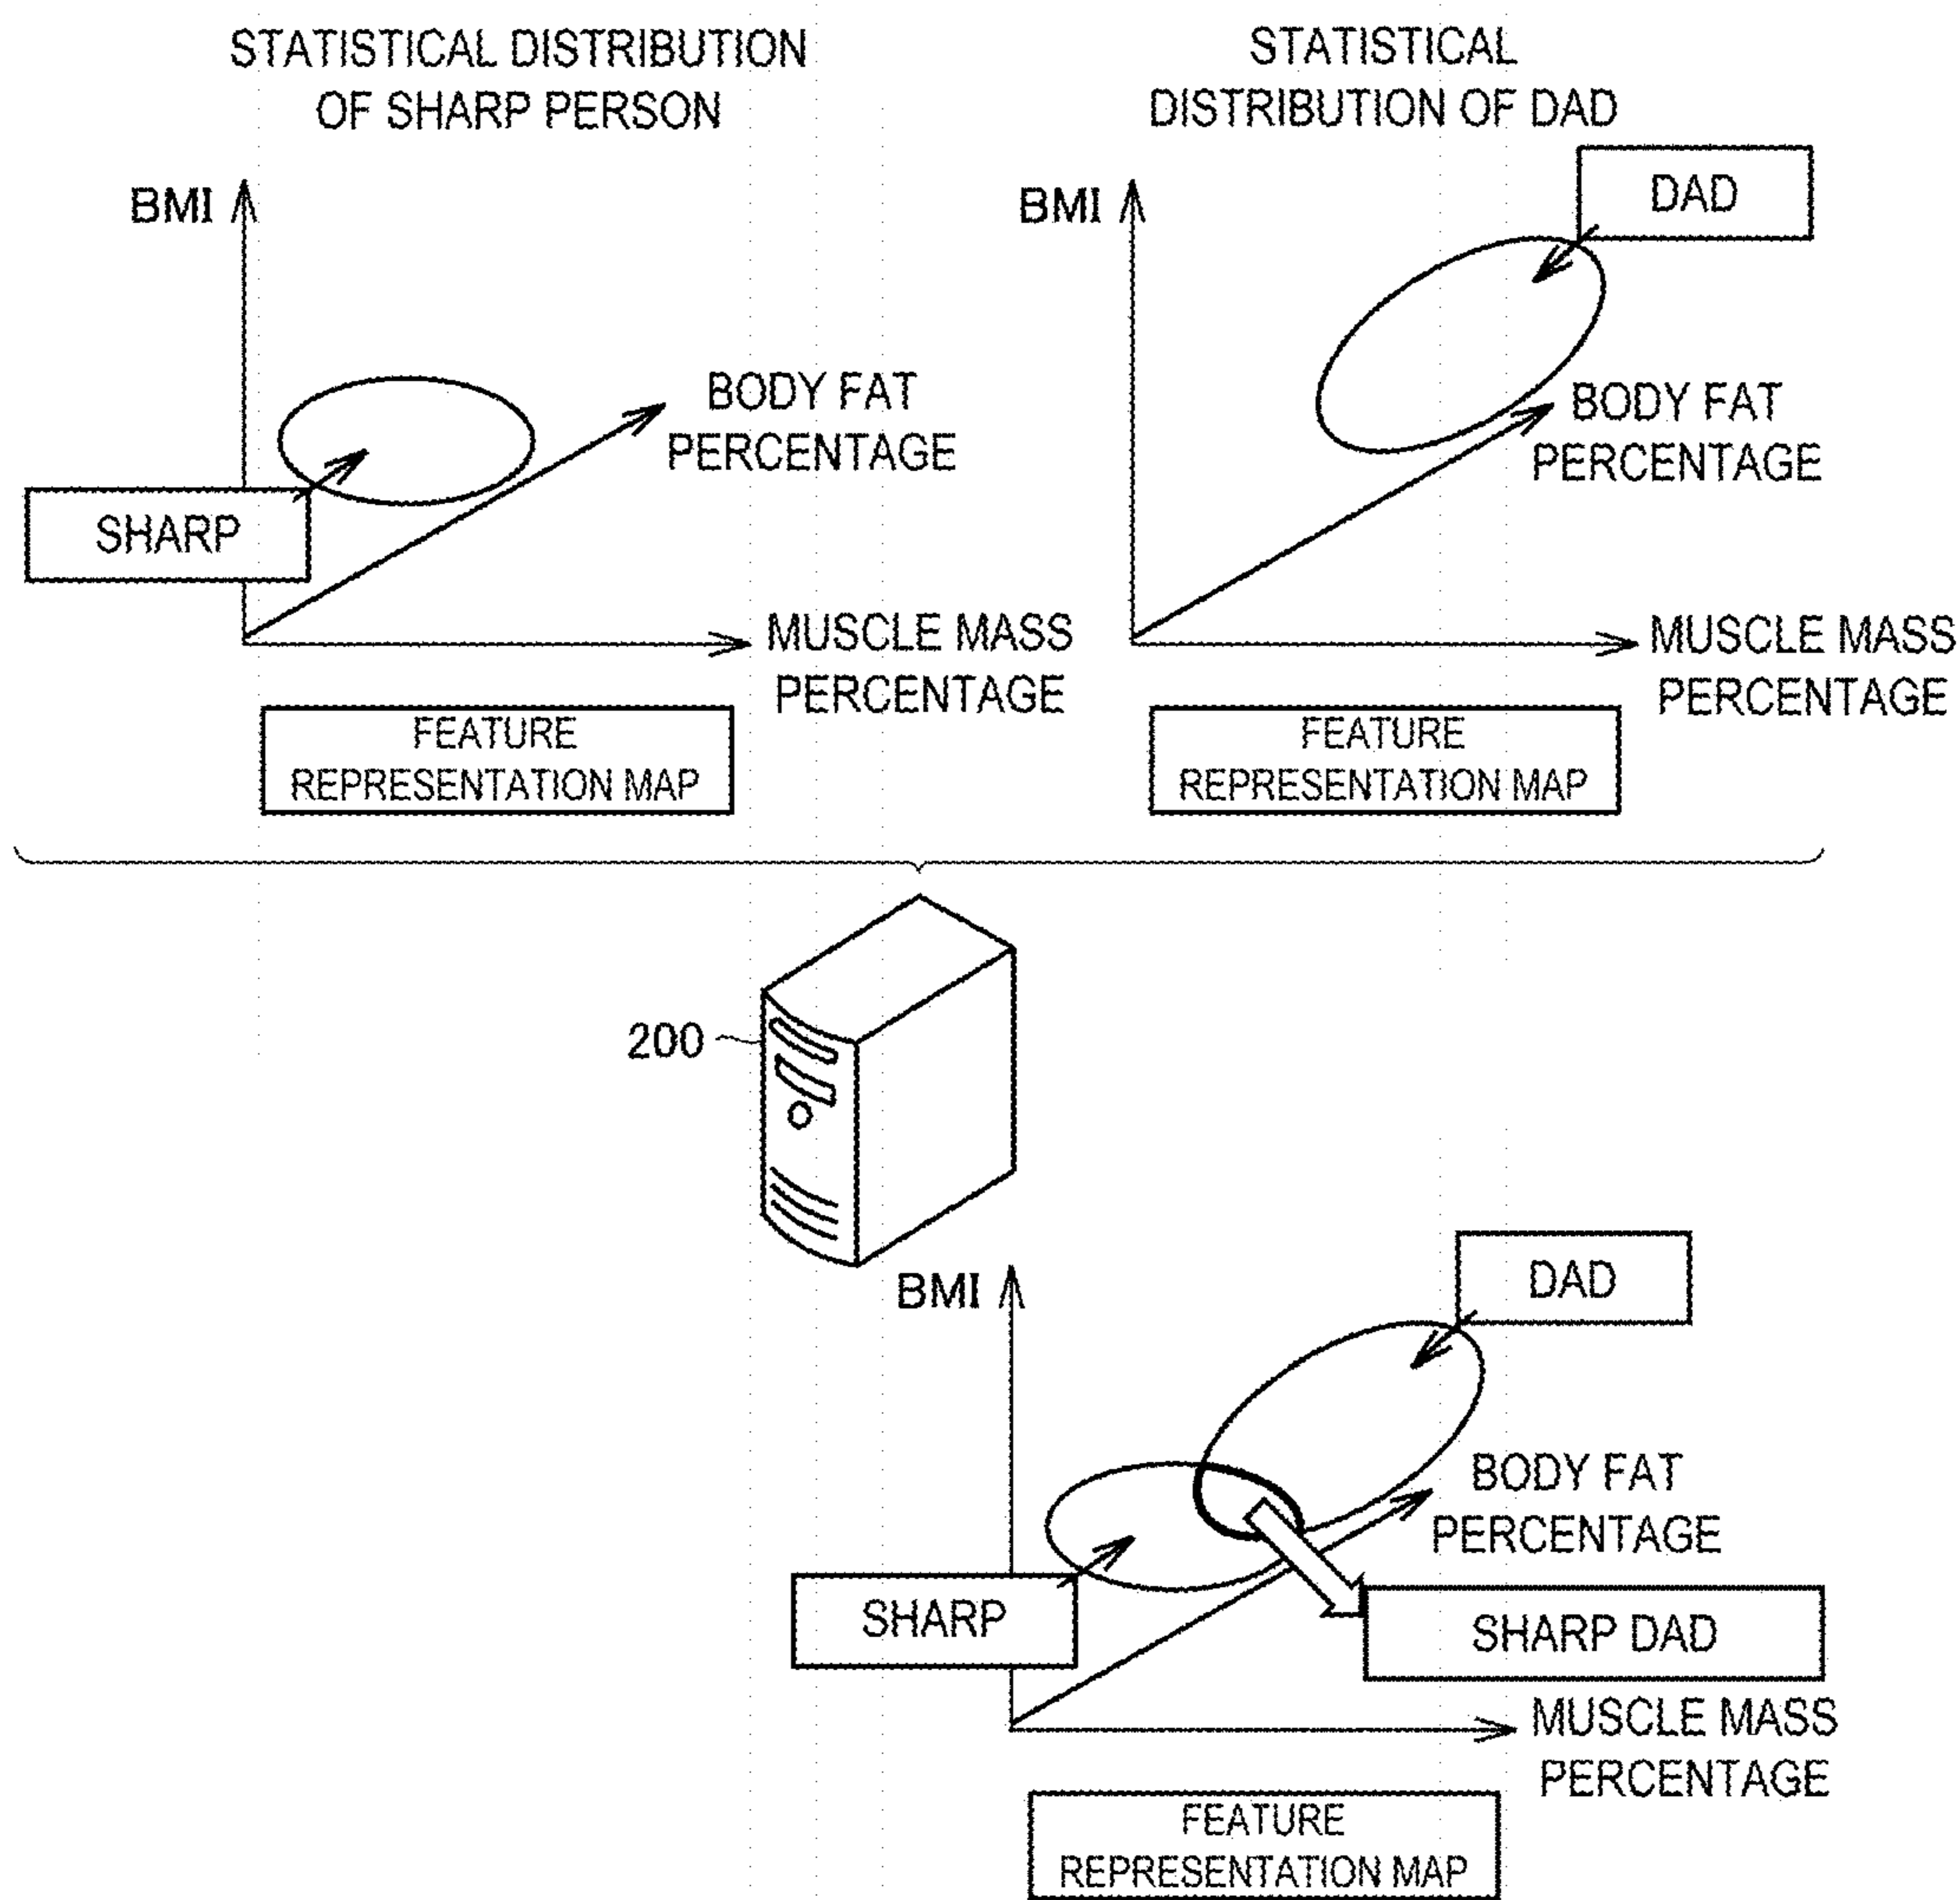 STATISTICAL DISTRIBUTION
OF SHARP PERSON
BMI
SHARP
BODY FAT
PERCENTAGE
MUSCLE MASS
PERCENTAGE
FEATURE
REPRESENTATION MAP
STATISTICAL
DISTRIBUTION OF DAD
DAD
BMI
BODY FAT
PERCENTAGE
MUSCLE MASS
PERCENTAGE
FEATURE
REPRESENTATION MAP
200
BMI
DAD
BODY FAT
PERCENTAGE
SHARP
SHARP DAD
MUSCLE MASS
PERCENTAGE
FEATURE
REPRESENTATION MAP